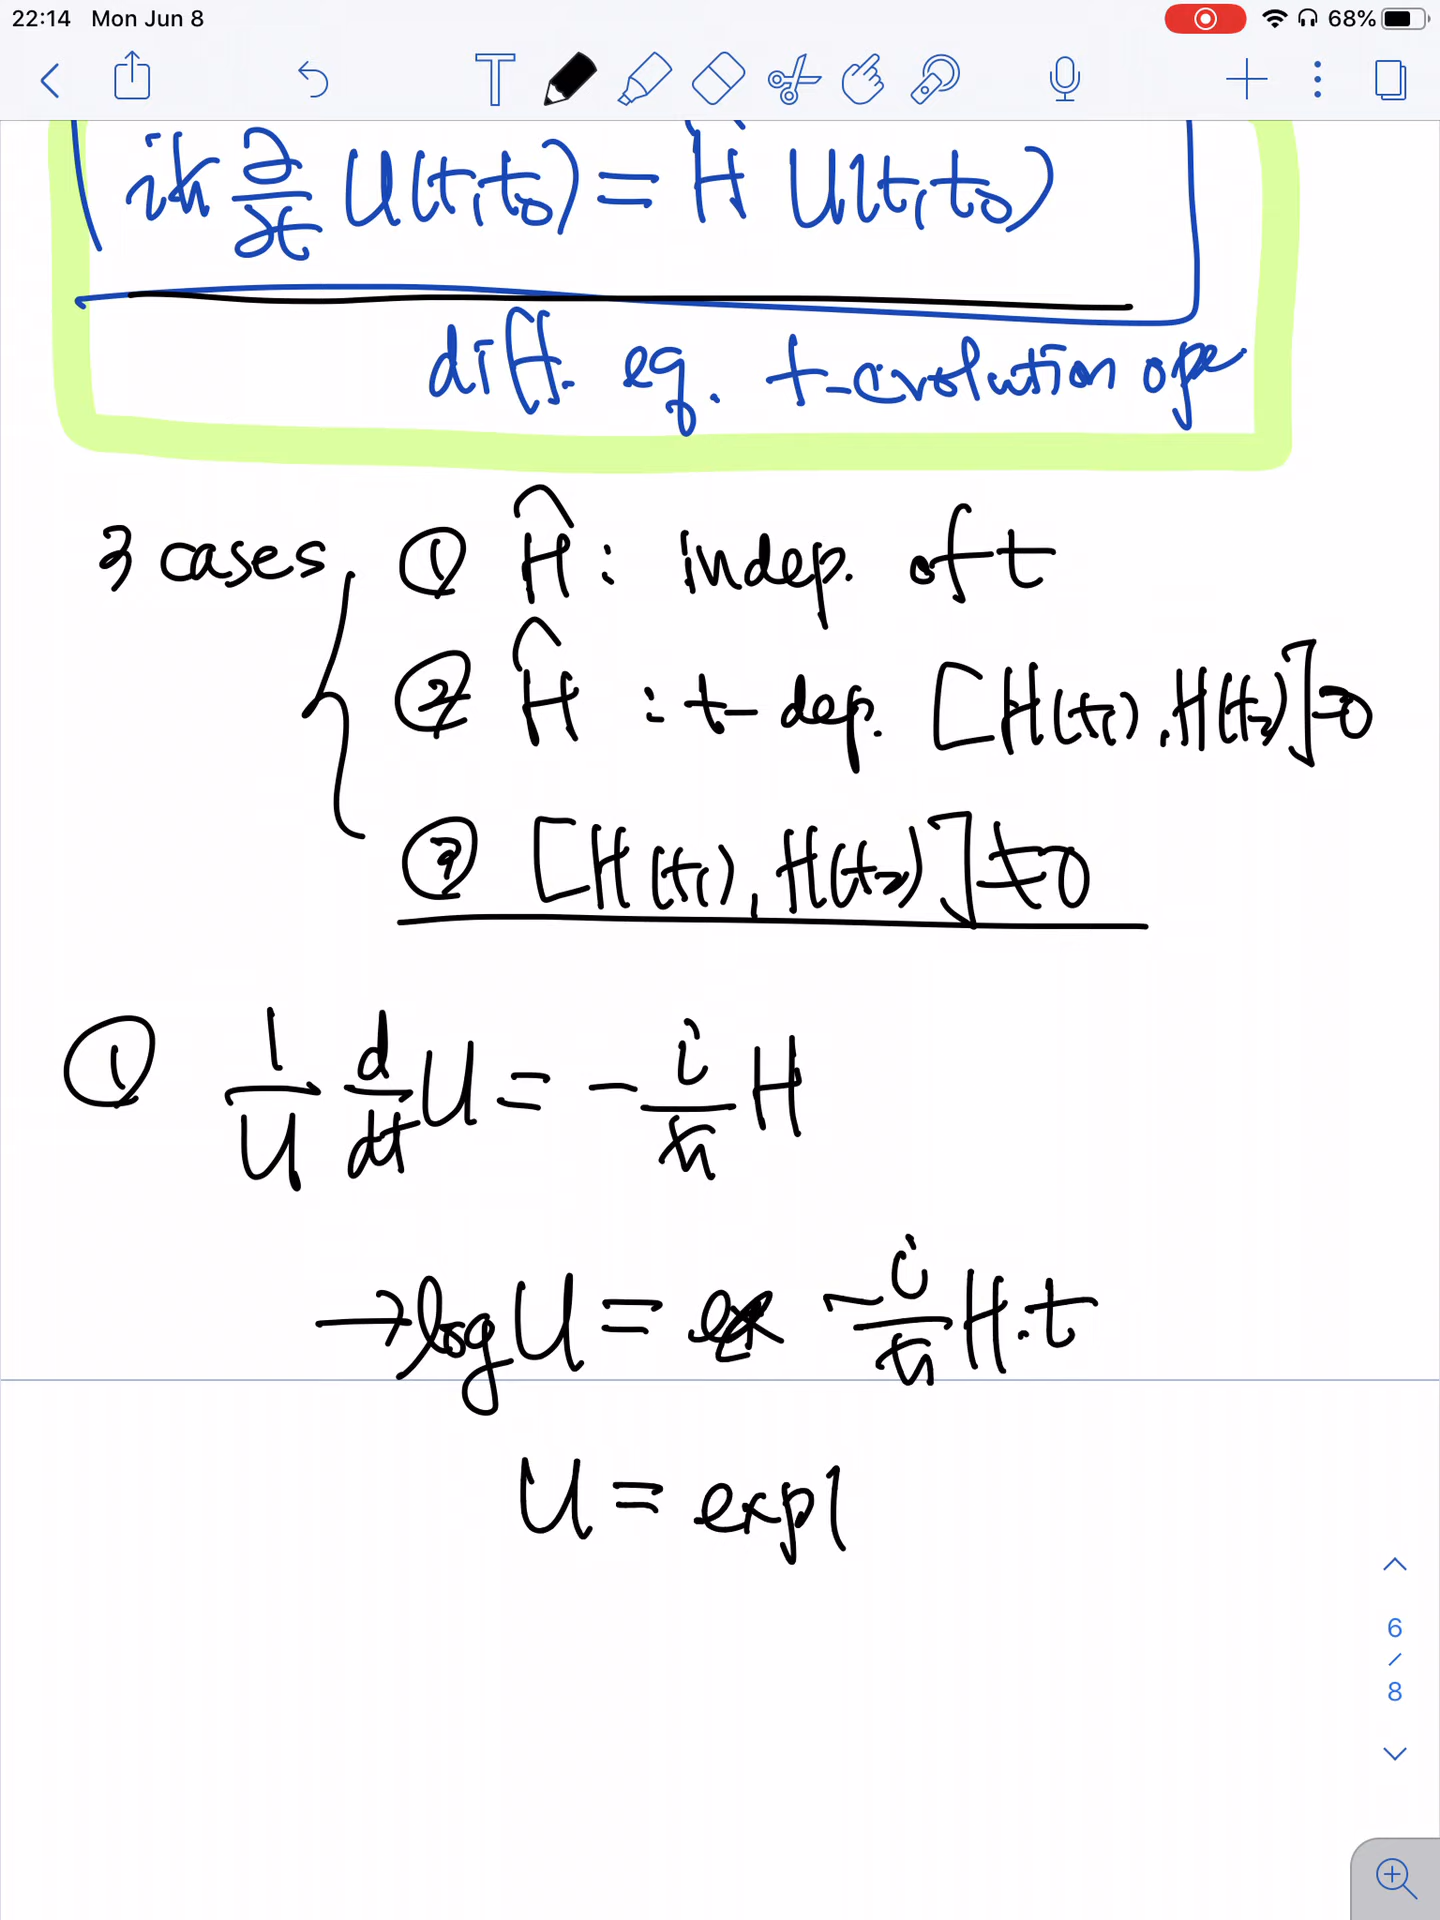 22:14 Mon Jun 8 68%
T
iħ ∂/∂t U(t,t₀) = Ĥ U(t,t₀)
diff. eq. t-evolution ope
3 cases ① Ĥ : indep. of t
② Ĥ : t-dep. [H(t₁), H(t₂)]=0
③ [H(t₁), H(t₂)]≠0
① 1/U d/dt U = - i/ħ H
→ log U = - i/ħ H·t
U = exp(
6
/
8